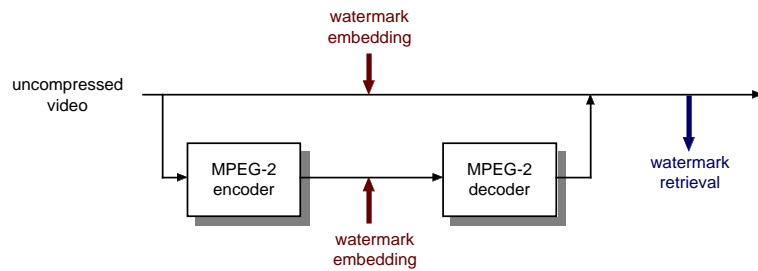 watermark
embedding
uncompressed
video
MPEG-2
encoder
MPEG-2
decoder
watermark
retrieval
watermark
embedding